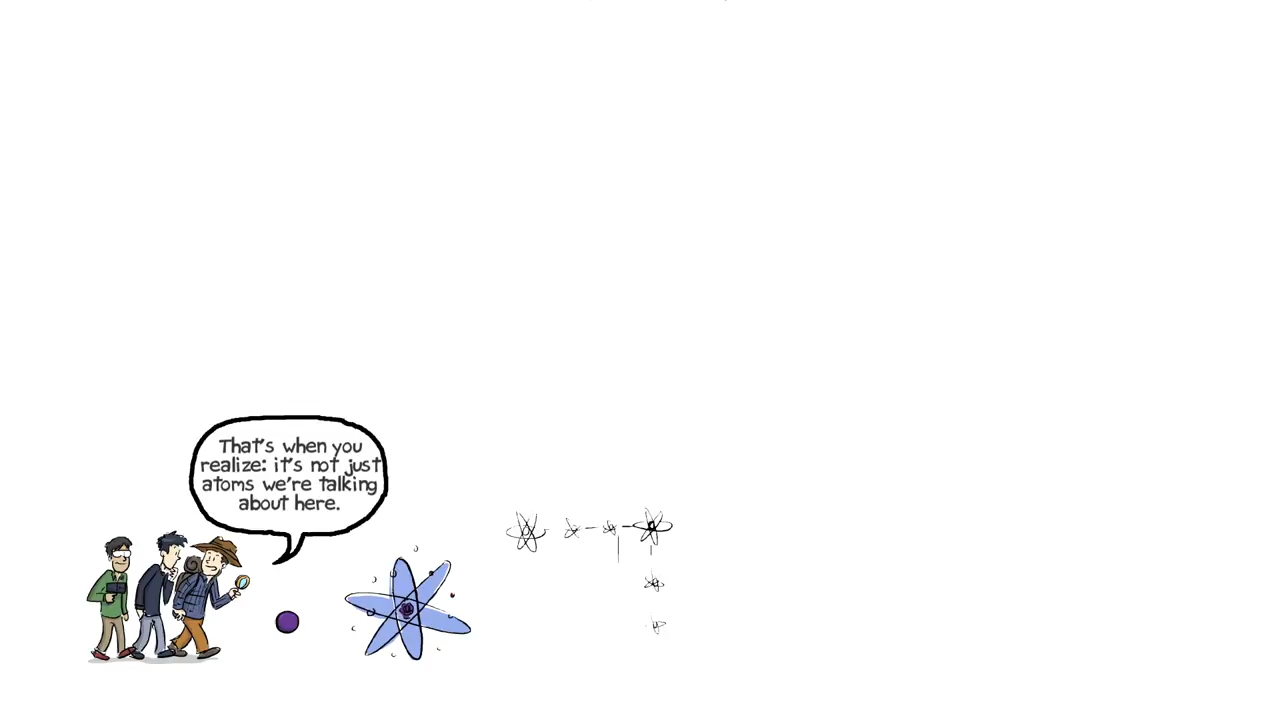 That's when you
realize: it's not just
atoms we're talking
about here.